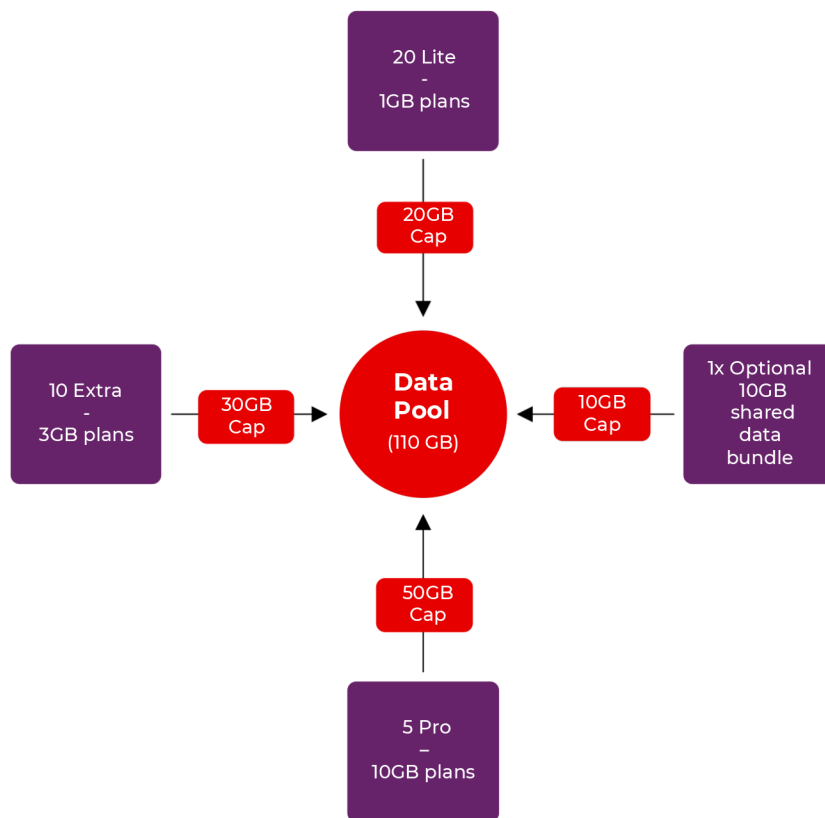 20 Lite
-
1GB plans
20GB
Cap
10 Extra
-
3GB plans
30GB
Cap
Data
Pool
(110 GB)
10GB
Cap
1x Optional
10GB
shared
data
bundle
50GB
Cap
5 Pro
–
10GB plans